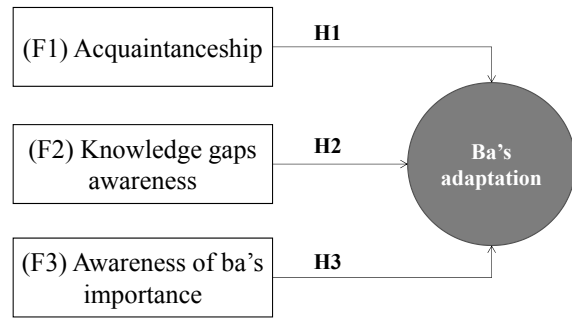 (F1) Acquaintanceship
H1
(F2) Knowledge gaps
awareness
H2
(F3) Awareness of ba’s
importance
H3
Ba’s
adaptation